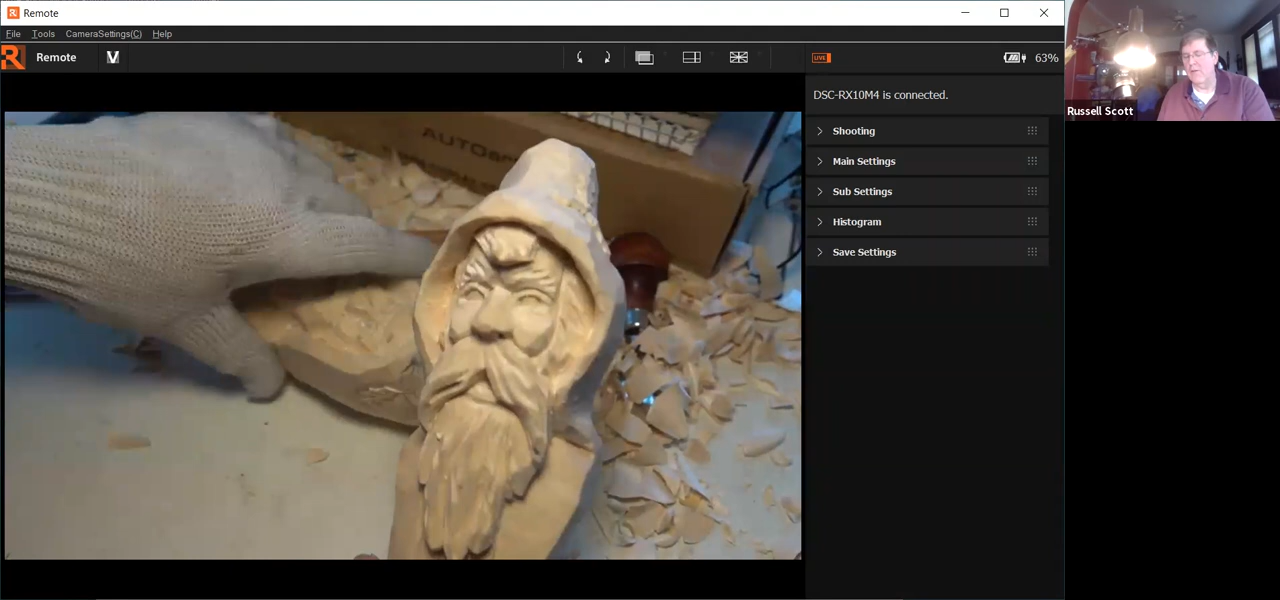 Remote
File Tools CameraSettings(C) Help
Remote
LIVE
63%
DSC-RX10M4 is connected.
Shooting
Main Settings
Sub Settings
Histogram
Save Settings
Russell Scott